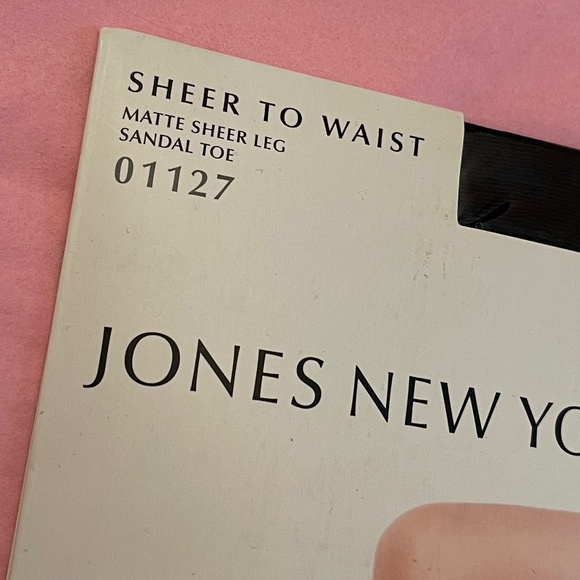 SHEER TO WAIST
MATTE SHEER LEG
SANDAL TOE
01127
JONES NEW YO